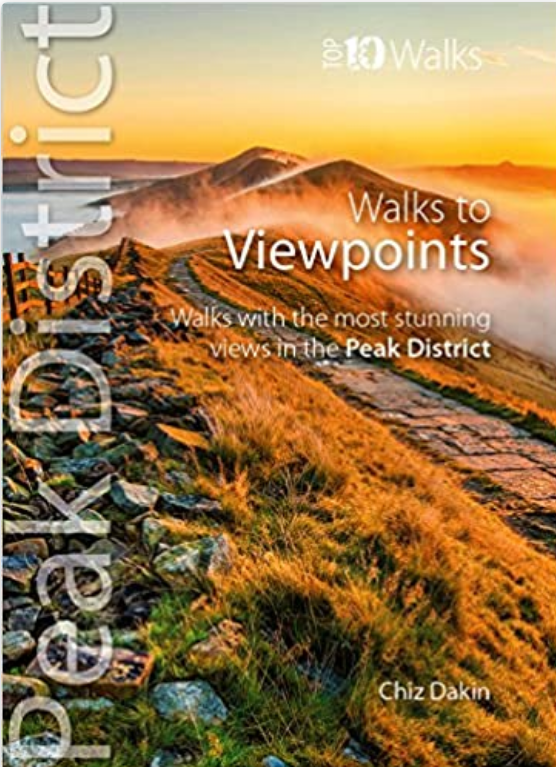 Peak District
TOP 10 Walks
Walks to
Viewpoints
Walks with the most stunning
views in the Peak District
Chiz Dakin